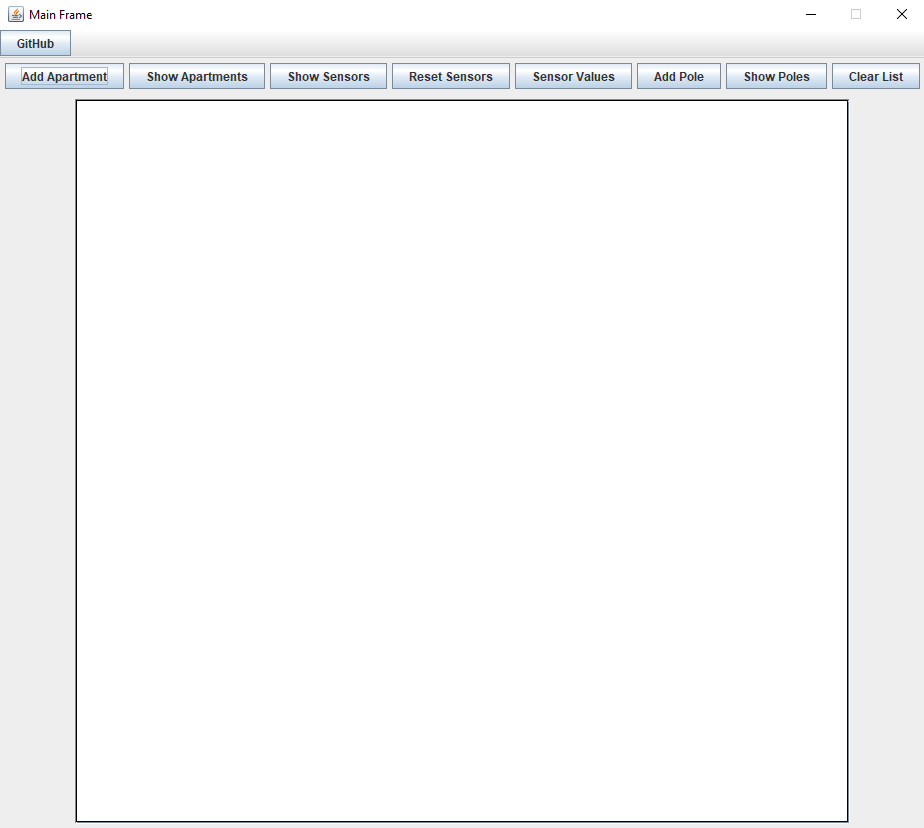 Main Frame
GitHub
Add Apartment Show Apartments Show Sensors Reset Sensors Sensor Values Add Pole Show Poles Clear List